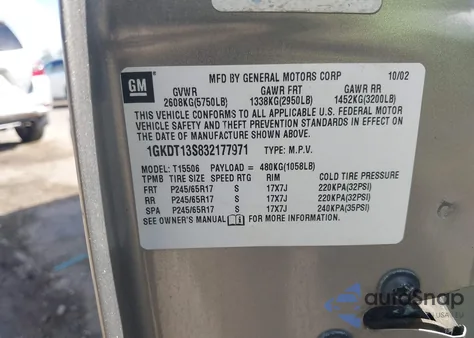 GM
MFD BY GENERAL MOTORS CORP 10/02
GVWR GAWR FRT GAWR RR
2608KG(5750LB) 1338KG(2950LB) 1452KG(3200LB)
THIS VEHICLE CONFORMS TO ALL APPLICABLE U.S. FEDERAL MOTOR
VEHICLE SAFETY AND THEFT PREVENTION STANDARDS IN EFFECT ON
THE DATE OF MANUFACTURE SHOWN ABOVE.
1GKDT13S832177971 TYPE: M.P.V.
MODEL: T15506 PAYLOAD = 480KG(1058LB)
TPMB TIRE SIZE SPEED RTG RIM COLD TIRE PRESSURE
FRT P245/65R17 S 17X7J 220KPA(32PSI)
RR P245/65R17 S 17X7J 220KPA(32PSI)
SPA P245/65R17 S 17X7J 240KPA(35PSI)
SEE OWNER'S MANUAL FOR MORE INFORMATION.
autoSnap